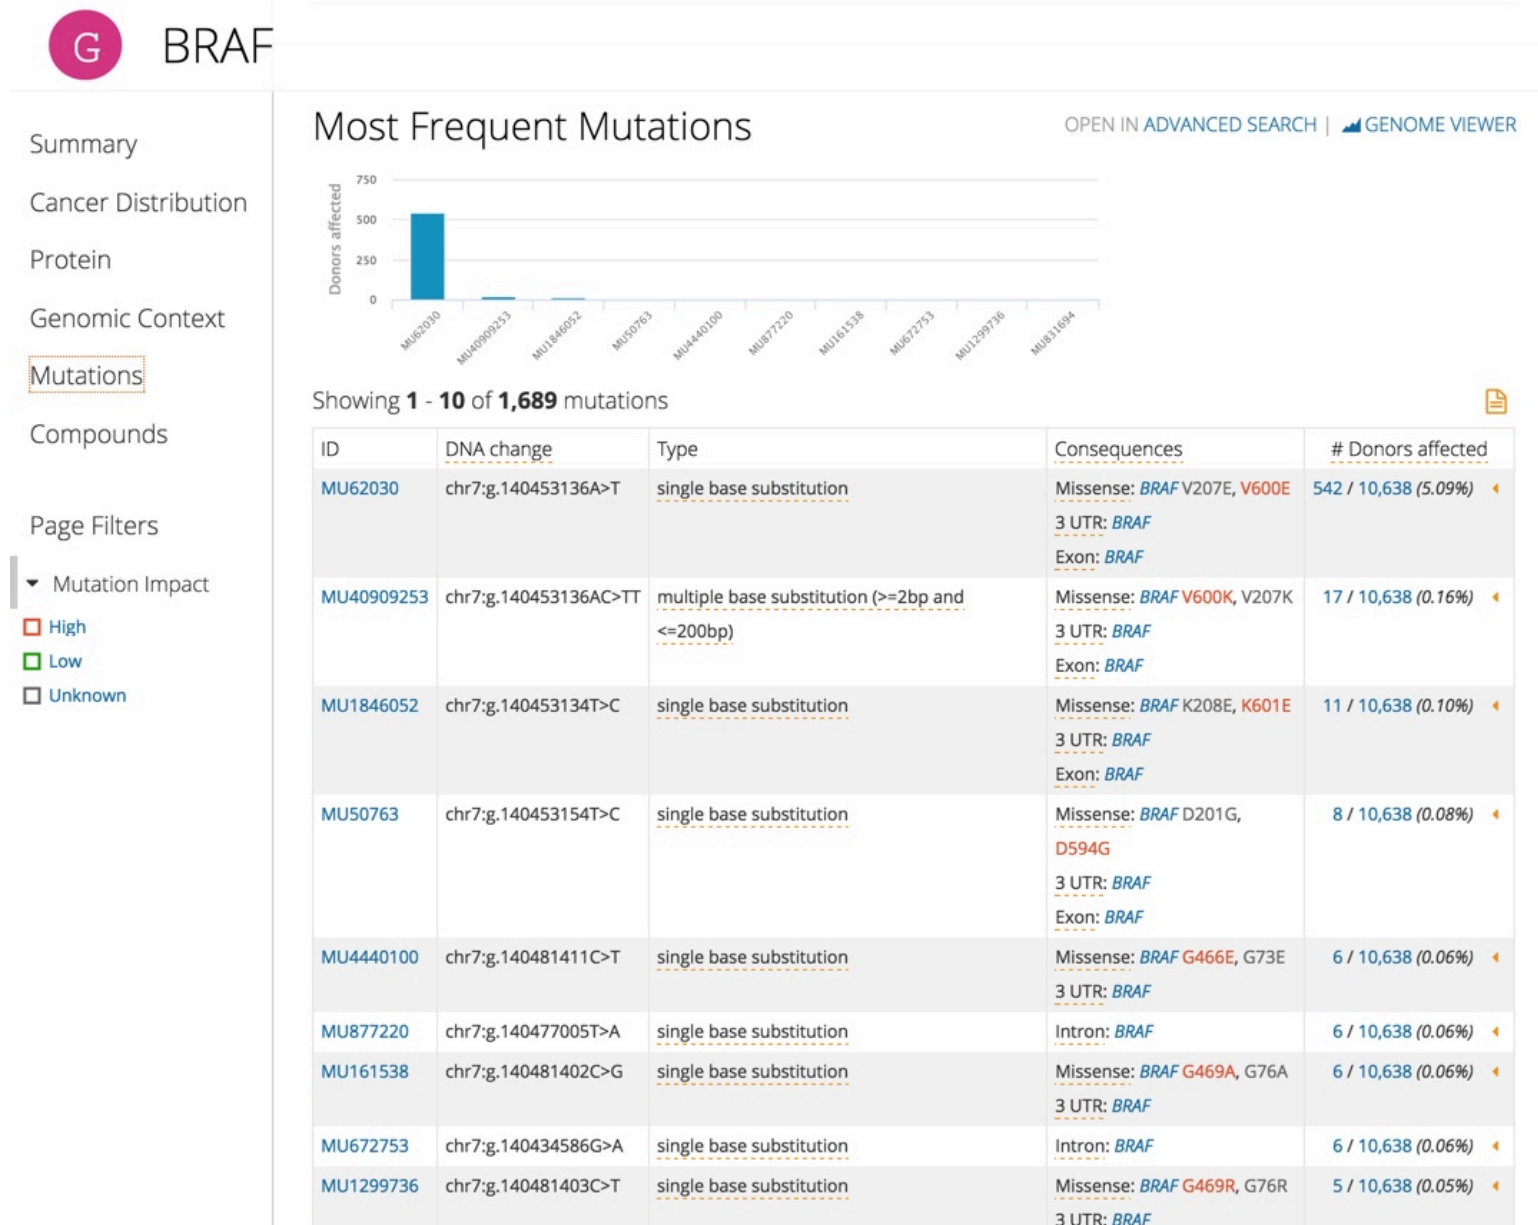 G BRAF
Summary
Cancer Distribution
Protein
Genomic Context
Mutations
Compounds
Page Filters
Mutation Impact
High
Low
Unknown
Most Frequent Mutations
OPEN IN ADVANCED SEARCH | GENOME VIEWER
Donors affected
750
500
250
0
MU62030
MU40909253
MU1846052
MU50763
MU4440100
MU877220
MU161538
MU672753
MU1299736
MU831694
Showing 1 - 10 of 1,689 mutations
ID DNA change Type Consequences # Donors affected
MU62030 chr7:g.140453136A>T single base substitution Missense: BRAF V207E, V600E 542 / 10,638 (5.09%)
3 UTR: BRAF
Exon: BRAF
MU40909253 chr7:g.140453136AC>TT multiple base substitution (>=2bp and Missense: BRAF V600K, V207K 17 / 10,638 (0.16%)
<=200bp) 3 UTR: BRAF
Exon: BRAF
MU1846052 chr7:g.140453134T>C single base substitution Missense: BRAF K208E, K601E 11 / 10,638 (0.10%)
3 UTR: BRAF
Exon: BRAF
MU50763 chr7:g.140453154T>C single base substitution Missense: BRAF D201G, 8 / 10,638 (0.08%)
D594G
3 UTR: BRAF
Exon: BRAF
MU4440100 chr7:g.140481411C>T single base substitution Missense: BRAF G466E, G73E 6 / 10,638 (0.06%)
3 UTR: BRAF
MU877220 chr7:g.140477005T>A single base substitution Intron: BRAF 6 / 10,638 (0.06%)
MU161538 chr7:g.140481402C>G single base substitution Missense: BRAF G469A, G76A 6 / 10,638 (0.06%)
3 UTR: BRAF
MU672753 chr7:g.140434586G>A single base substitution Intron: BRAF 6 / 10,638 (0.06%)
MU1299736 chr7:g.140481403C>T single base substitution Missense: BRAF G469R, G76R 5 / 10,638 (0.05%)
3 UTR: BRAF